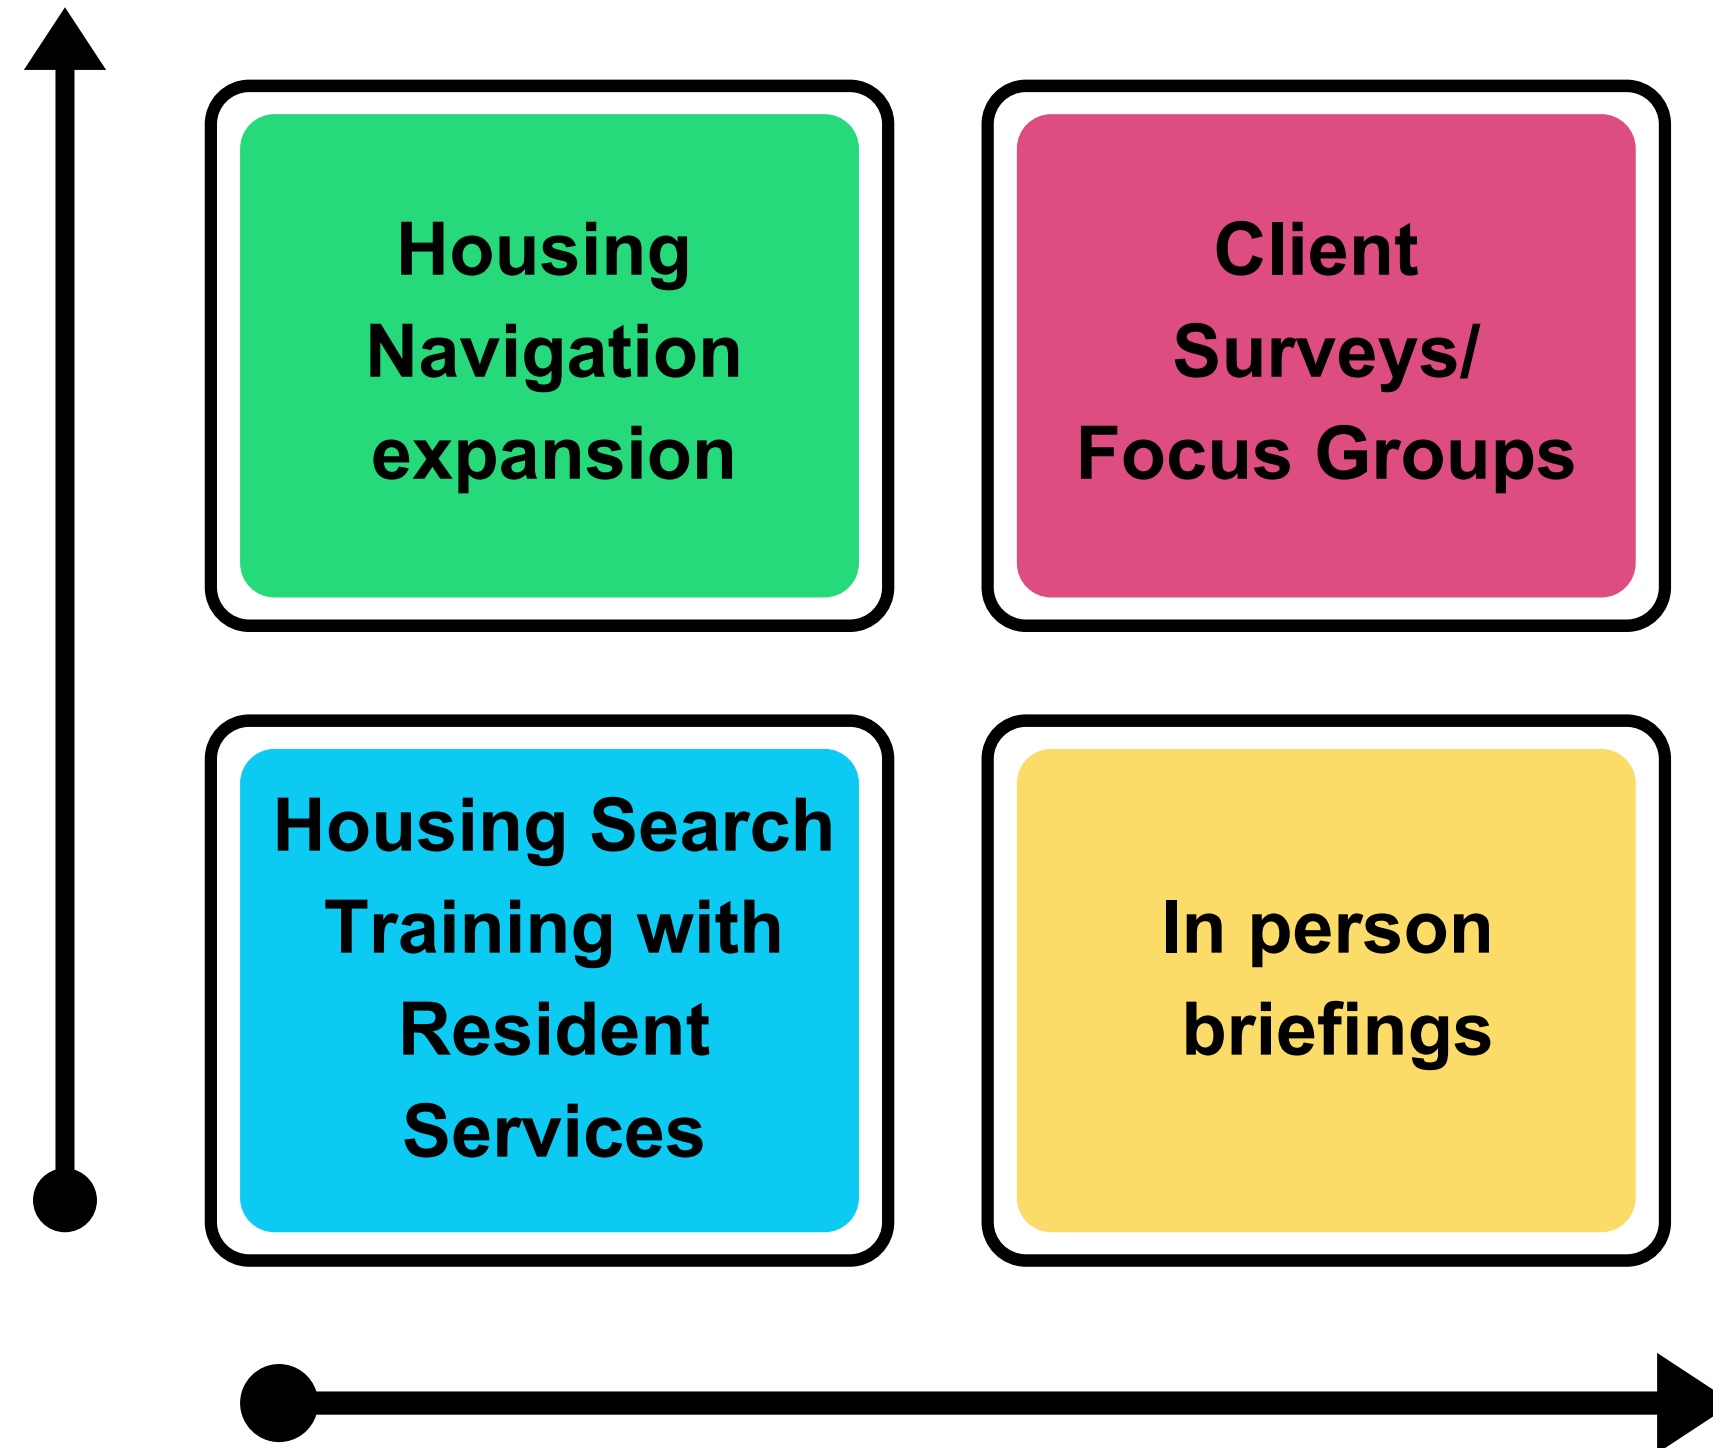 Housing
Navigation
expansion
Client
Surveys/
Focus Groups
Housing Search
Training with
Resident
Services
In person
briefings